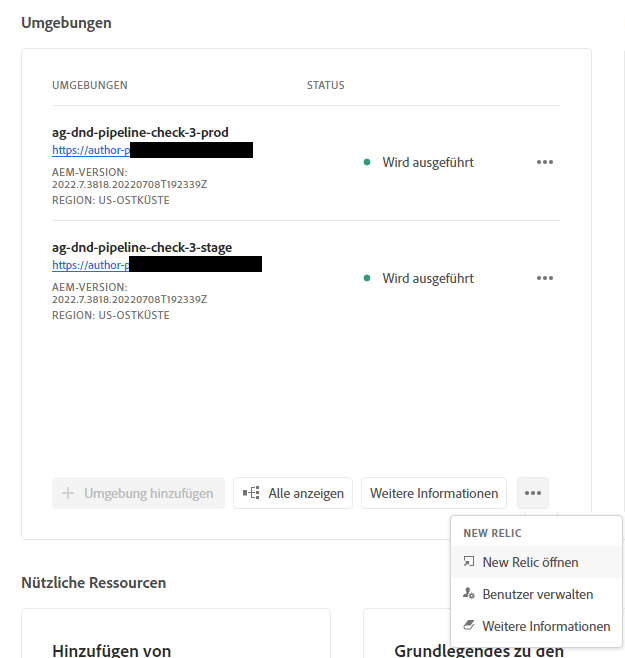 Umgebungen
UMGEBUNGEN STATUS
ag-dnd-pipeline-check-3-prod
https://author-p
Wird ausgeführt
AEM-VERSION:
2022.7.3818.20220708T192339Z
REGION: US-OSTKÜSTE
ag-dnd-pipeline-check-3-stage
https://author-p
Wird ausgeführt
AEM-VERSION:
2022.7.3818.20220708T192339Z
REGION: US-OSTKÜSTE
Umgebung hinzufügen Alle anzeigen Weitere Informationen
NEW RELIC
New Relic öffnen
Benutzer verwalten
Weitere Informationen
Nützliche Ressourcen
Hinzufügen von Grundlegendes zu den